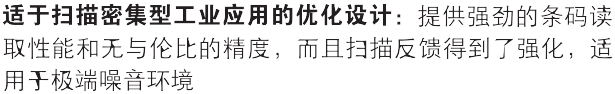 适于扫描密集型工业应用的优化设计：提供强劲的条码读
取性能和无与伦比的精度，而且扫描反馈得到了强化，适
用于极端噪音环境